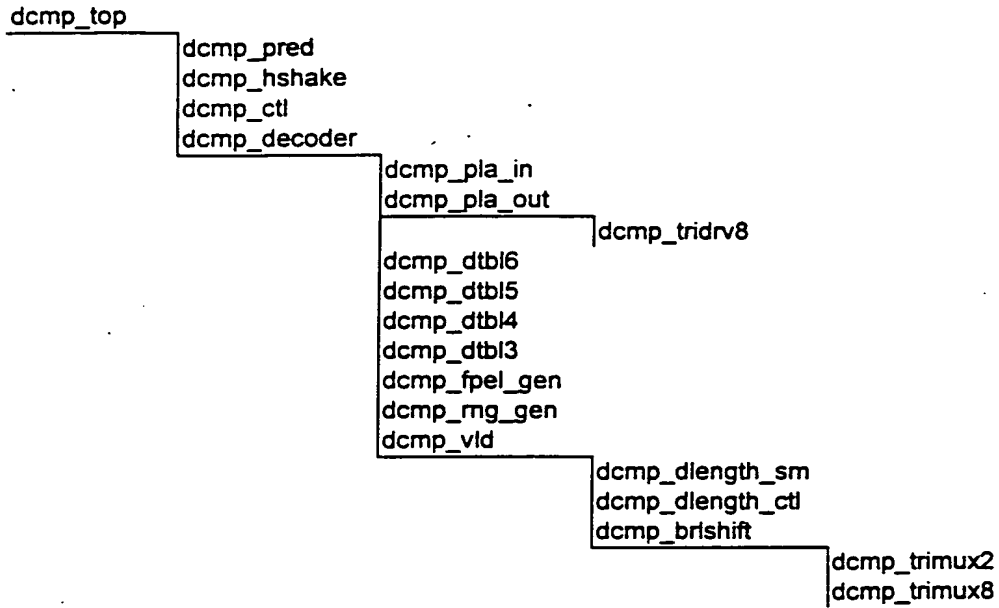 dcmp_top
dcmp_pred
dcmp_hshake
dcmp_ctl
dcmp_decoder
dcmp_pla_in
dcmp_pla_out
dcmp_tridrv8
dcmp_dtbl6
dcmp_dtbl5
dcmp_dtbl4
dcmp_dtbl3
dcmp_fpel_gen
dcmp_rng_gen
dcmp_vld
dcmp_dlength_sm
dcmp_dlength_ctl
dcmp_brlshift
dcmp_trimux2
dcmp_trimux8